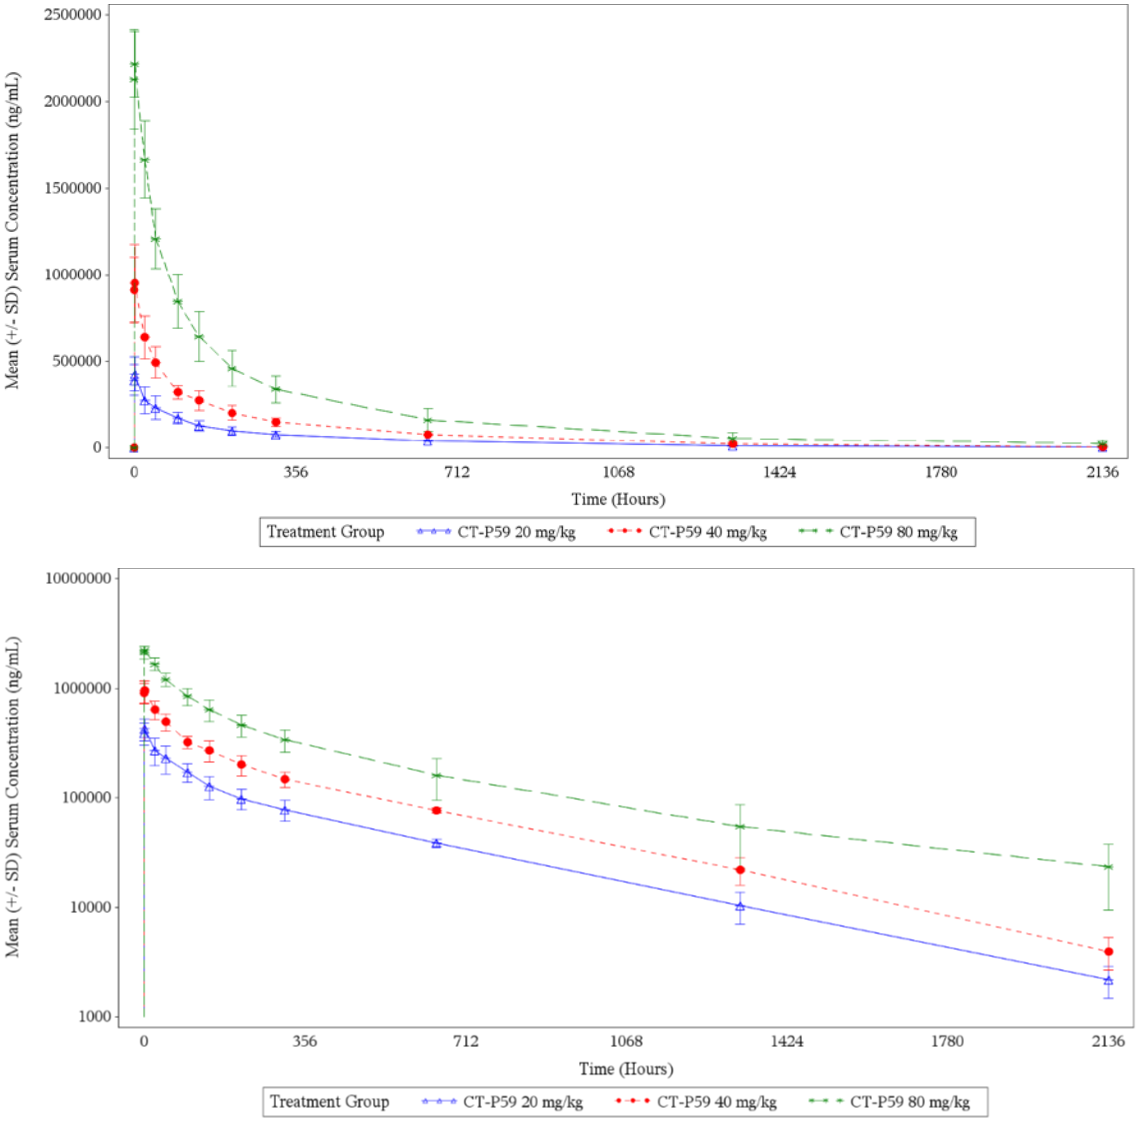 Mean (+/- SD) Serum Concentration (ng/mL)
2500000
2000000
1500000
1000000
500000
0
0 356 712 1068 1424 1780 2136
Time (Hours)
Treatment Group CT-P59 20 mg/kg CT-P59 40 mg/kg CT-P59 80 mg/kg
Mean (+/- SD) Serum Concentration (ng/mL)
10000000
1000000
100000
10000
1000
0 356 712 1068 1424 1780 2136
Time (Hours)
Treatment Group CT-P59 20 mg/kg CT-P59 40 mg/kg CT-P59 80 mg/kg